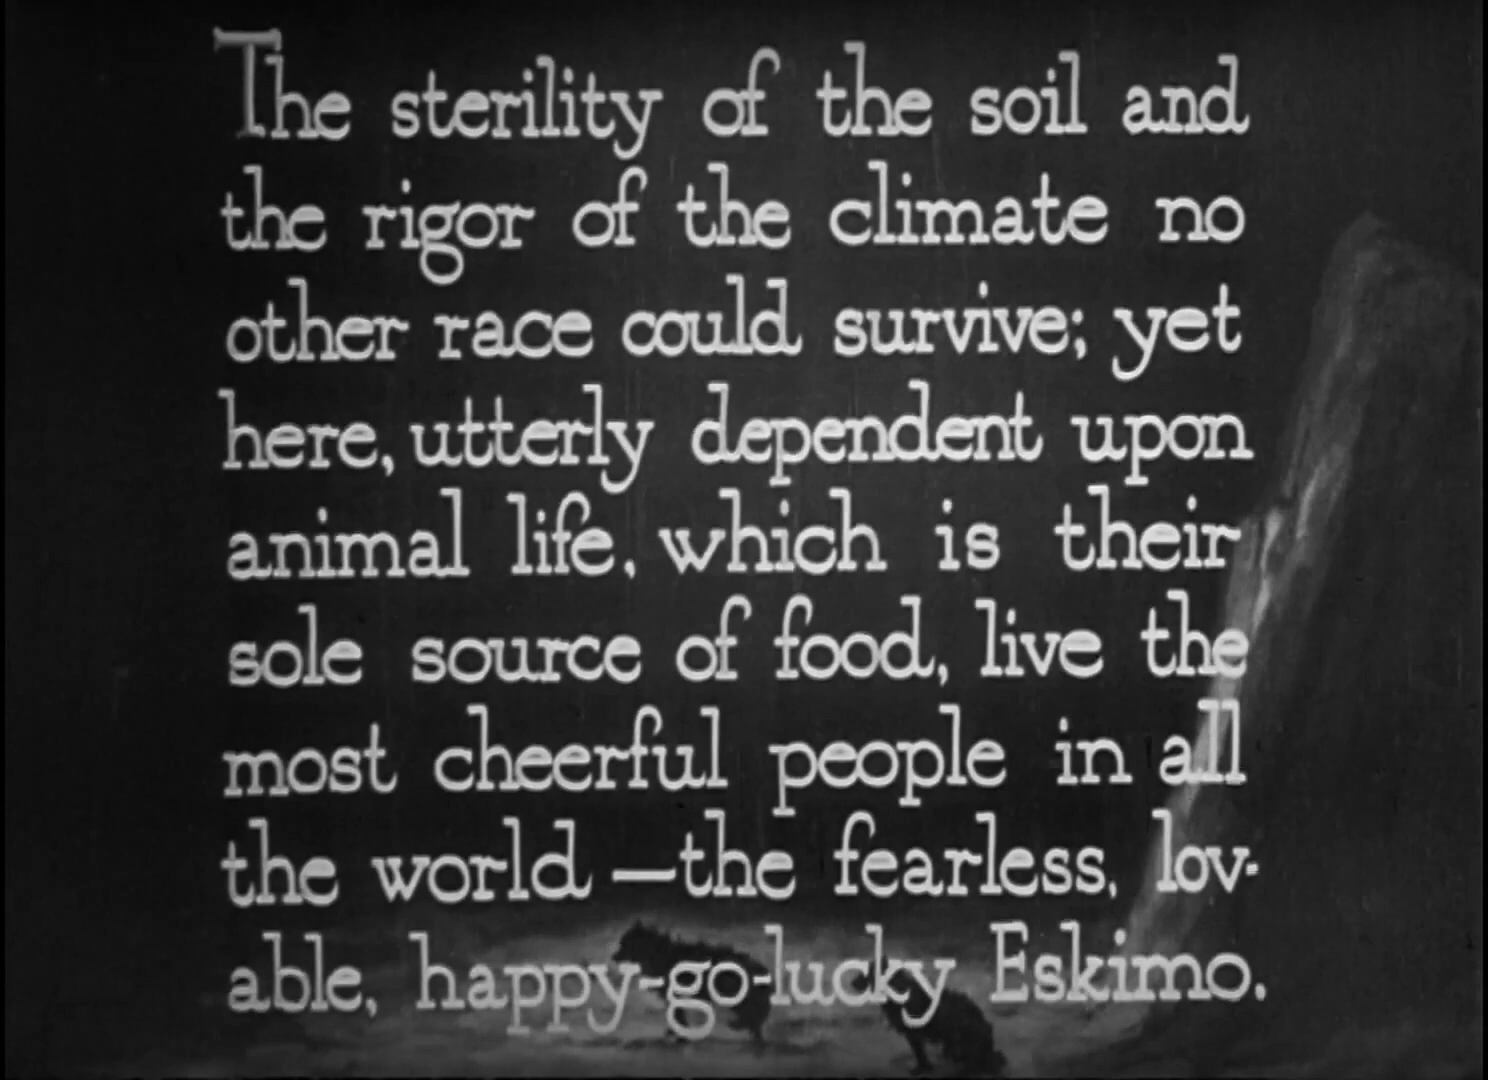 The sterility of the soil and
the rigor of the climate no
other race could survive; yet
here, utterly dependent upon
animal life, which is their
sole source of food, live the
most cheerful people in all
the world — the fearless, lov-
able, happy-go-lucky Eskimo.